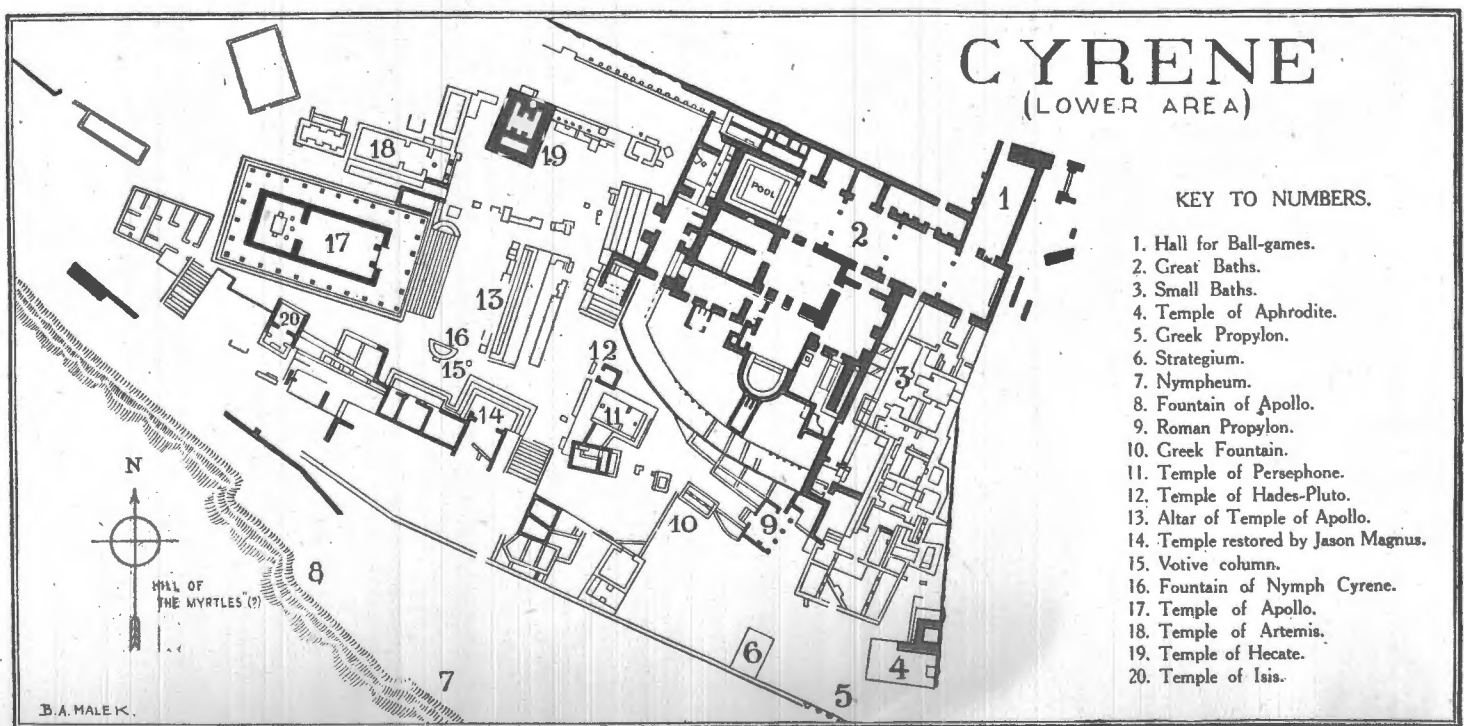 CYRENE
(LOWER AREA)
KEY TO NUMBERS.
1. Hall for Ball-games.
2. Great Baths.
3. Small Baths.
4. Temple of Aphrodite.
5. Greek Propylon.
6. Strategium.
7. Nympheum.
8. Fountain of Apollo.
9. Roman Propylon.
10. Greek Fountain.
11. Temple of Persephone.
12. Temple of Hades-Pluto.
13. Altar of Temple of Apollo.
14. Temple restored by Jason Magnus.
15. Votive column.
16. Fountain of Nymph Cyrene.
17. Temple of Apollo.
18. Temple of Artemis.
19. Temple of Hecate.
20. Temple of Isis.
18
19
1
POOL
2
17
13
20
16
15
12
3
14
11
N
10
9
8
HILL OF
THE MYRTLES" (?)
6
4
7
5
B.A. MALEK.